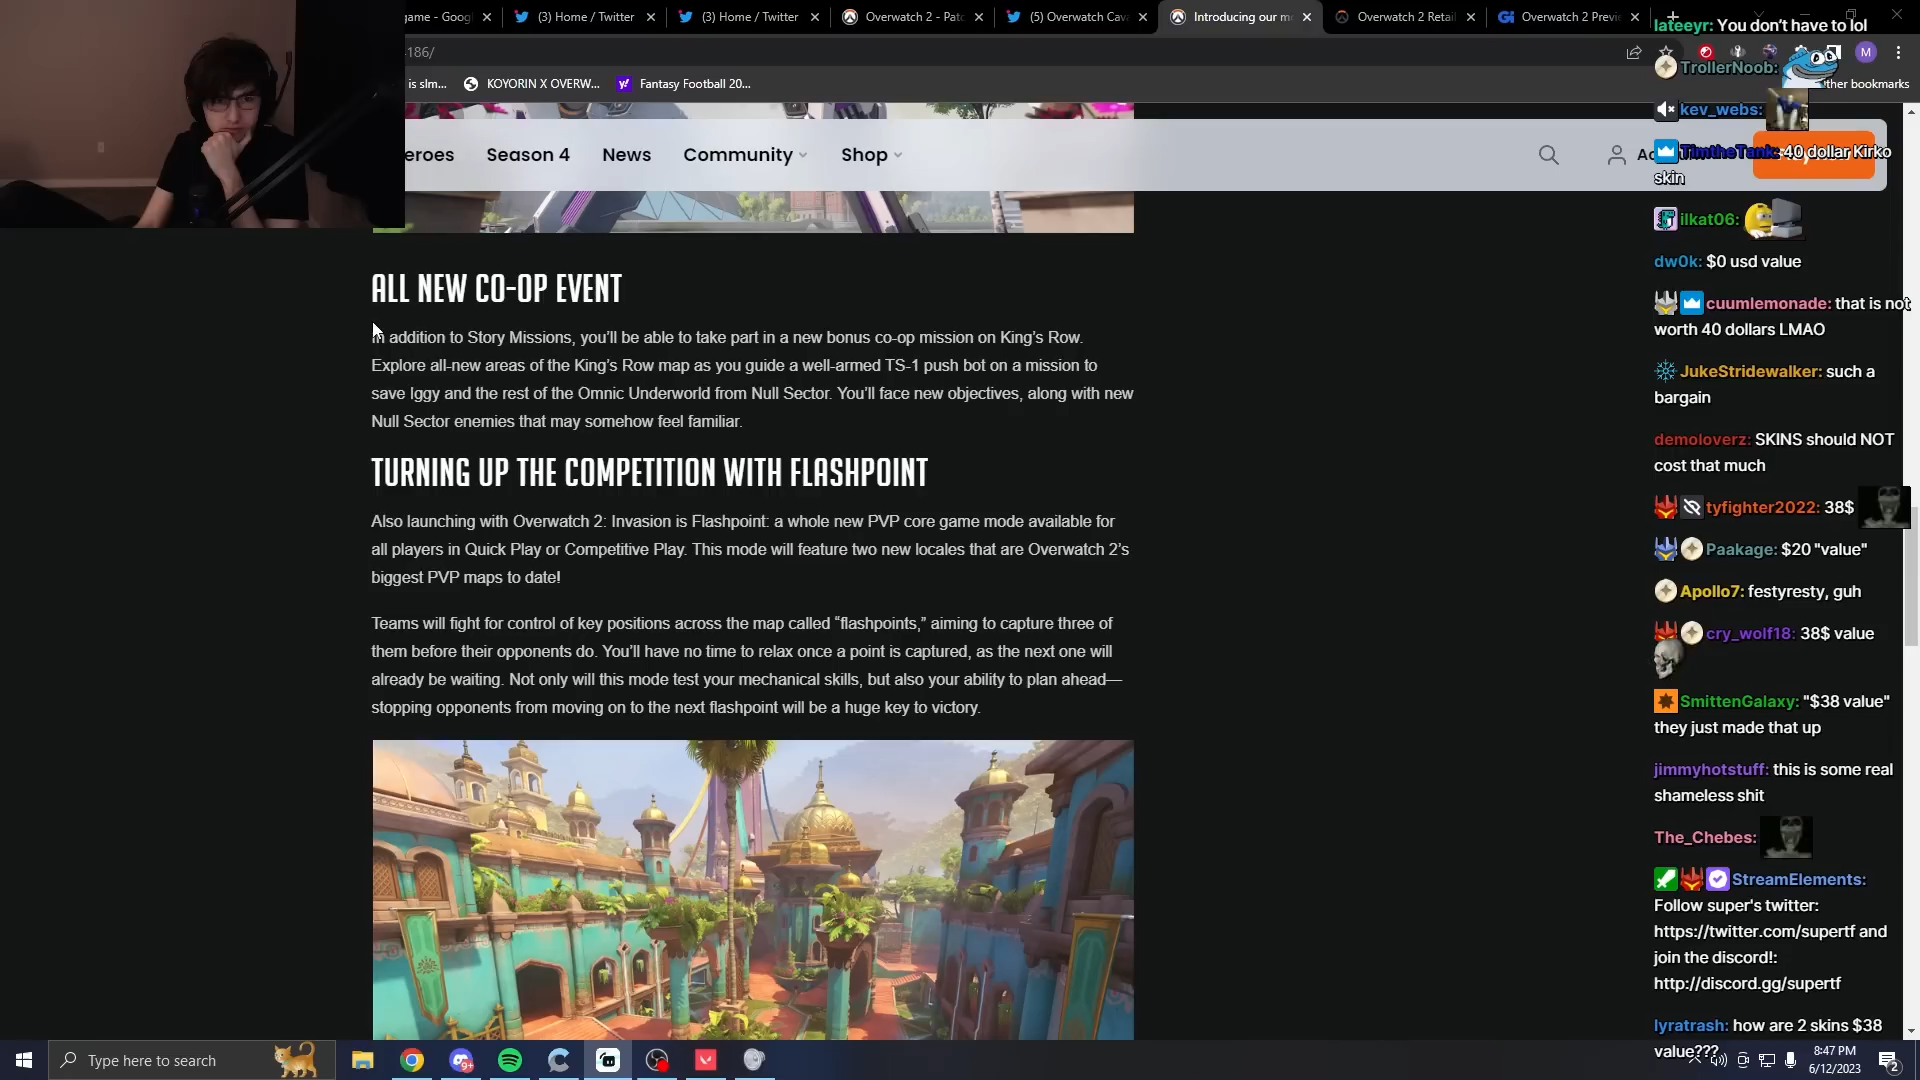 game - Goog
(3) Home / Twitter
(3) Home / Twitter
Overwatch 2 - Patc
(5) Overwatch Cava
Introducing our m
Overwatch 2 Retail
Overwatch 2 Previ
186/
M
is slm...
KOYORIN X OVERW...
Fantasy Football 20...
ther bookmarks
eroes
Season 4
News
Community
Shop
ALL NEW CO-OP EVENT
In addition to Story Missions, you’ll be able to take part in a new bonus co-op mission on King’s Row.
Explore all-new areas of the King’s Row map as you guide a well-armed TS-1 push bot on a mission to
save Iggy and the rest of the Omnic Underworld from Null Sector. You’ll face new objectives, along with new
Null Sector enemies that may somehow feel familiar.
TURNING UP THE COMPETITION WITH FLASHPOINT
Also launching with Overwatch 2: Invasion is Flashpoint: a whole new PVP core game mode available for
all players in Quick Play or Competitive Play. This mode will feature two new locales that are Overwatch 2’s
biggest PVP maps to date!
Teams will fight for control of key positions across the map called “flashpoints,” aiming to capture three of
them before their opponents do. You’ll have no time to relax once a point is captured, as the next one will
already be waiting. Not only will this mode test your mechanical skills, but also your ability to plan ahead—
stopping opponents from moving on to the next flashpoint will be a huge key to victory.
lateeyr: You don’t have to lol
TrollerNoob:
kev_webs:
TimtheTank: 40 dollar Kirko
skin
ilkat06:
dw0k: $0 usd value
cuumlemonade: that is not
worth 40 dollars LMAO
JukeStridewalker: such a
bargain
demoloverz: SKINS should NOT
cost that much
tyfighter2022: 38$
Paakage: $20 "value"
Apollo7: festyresty, guh
cry_wolf18: 38$ value
SmittenGalaxy: "$38 value"
they just made that up
jimmyhotstuff: this is some real
shameless shit
The_Chebes:
StreamElements:
Follow super's twitter:
https://twitter.com/supertf and
join the discord!:
http://discord.gg/supertf
lyratrash: how are 2 skins $38
value???
Type here to search
9+
8:47 PM
6/12/2023
2